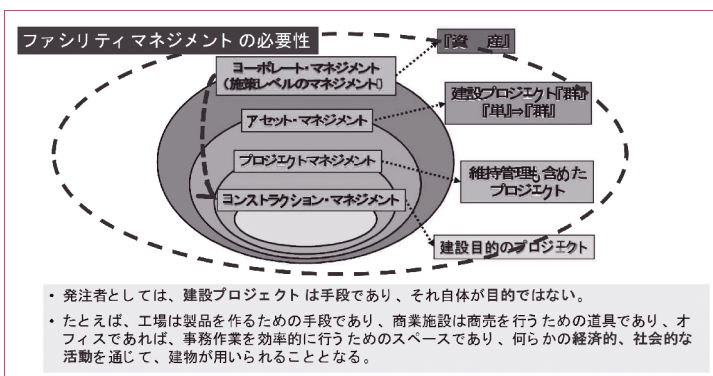 ファシリティマネジメントの必要性
『資　産』
コーポレート・マネジメント
（施策レベルのマネジメント）
建設プロジェクト『群』
『単』⇒『群』
アセット・マネジメント
プロジェクトマネジメント
維持管理も含めた
プロジェクト
コンストラクション・マネジメント
建設目的のプロジェクト
・ 発注者としては、建設プロジェクトは手段であり、それ自体が目的ではない。
・ たとえば、工場は製品を作るための手段であり、商業施設は商売を行うための道具であり、オ
フィスであれば、事務作業を効率的に行うためのスペースであり、何らかの経済的、社会的な
活動を通じて、建物が用いられることとなる。